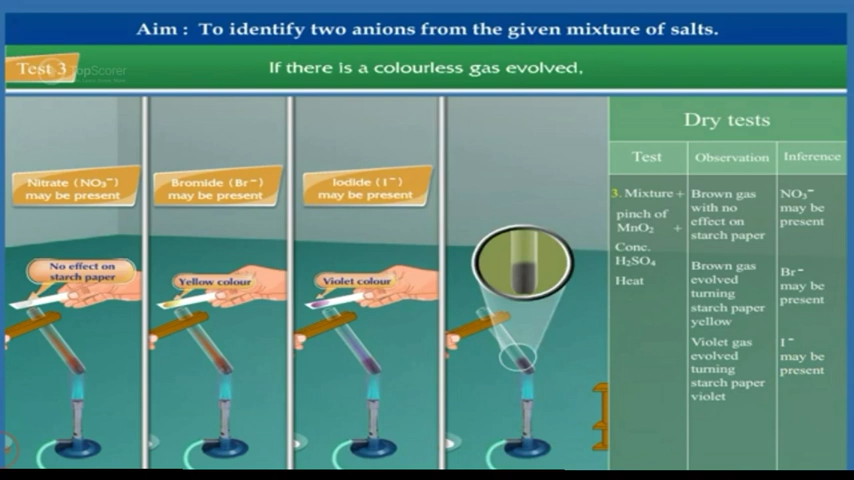 Aim : To identify two anions from the given mixture of salts.
Test 3
TopScorer
If there is a colourless gas evolved,
Nitrate (NO₃⁻)
may be present
Bromide (Br⁻)
may be present
Iodide (I⁻)
may be present
No effect on
starch paper
Yellow colour
Violet colour
Dry tests
Test
Observation
Inference
3. Mixture +
pinch of
MnO₂ +
Conc.
H₂SO₄
Heat
Brown gas
with no
effect on
starch paper
NO₃⁻
may be
present
Brown gas
evolved
turning
starch paper
yellow
Br⁻
may be
present
Violet gas
evolved
turning
starch paper
violet
I⁻
may be
present